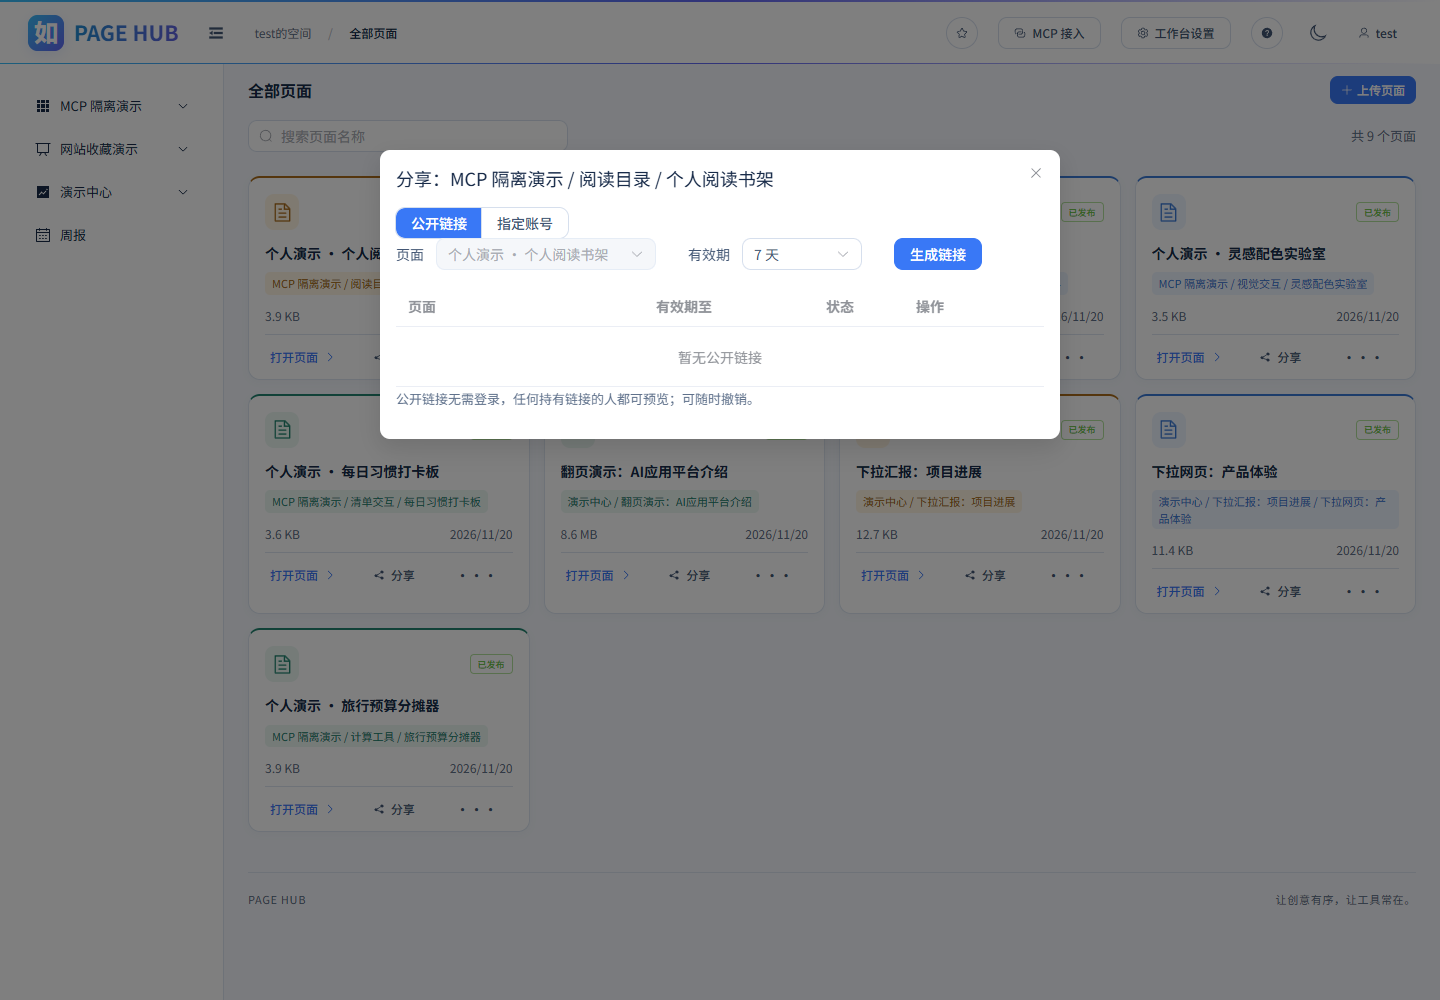 如 PAGE HUB
test的空间 / 全部页面
MCP 接入
工作台设置
test
MCP 隔离演示
网站收藏演示
演示中心
周报
全部页面
上传页面
搜索页面名称
共 9 个页面
分享：MCP 隔离演示 / 阅读目录 / 个人阅读书架
公开链接 指定账号
页面 个人演示 · 个人阅读书架 有效期 7 天 生成链接
页面 有效期至 状态 操作
暂无公开链接
公开链接无需登录，任何持有链接的人都可预览；可随时撤销。
个人演示 · 个人阅
MCP 隔离演示 / 阅读目
3.9 KB
打开页面
已发布
6/11/20
已发布
个人演示 · 灵感配色实验室
MCP 隔离演示 / 视觉交互 / 灵感配色实验室
3.5 KB 2026/11/20
打开页面 分享
个人演示 · 每日习惯打卡板
MCP 隔离演示 / 清单交互 / 每日习惯打卡板
3.6 KB 2026/11/20
打开页面 分享
翻页演示：AI应用平台介绍
演示中心 / 翻页演示：AI应用平台介绍
8.6 MB 2026/11/20
打开页面 分享
已发布
下拉汇报：项目进展
演示中心 / 下拉汇报：项目进展
12.7 KB 2026/11/20
打开页面 分享
已发布
下拉网页：产品体验
演示中心 / 下拉汇报：项目进展 / 下拉网页：产
品体验
11.4 KB 2026/11/20
打开页面 分享
已发布
个人演示 · 旅行预算分摊器
MCP 隔离演示 / 计算工具 / 旅行预算分摊器
3.9 KB 2026/11/20
打开页面 分享
PAGE HUB
让创意有序，让工具常在。